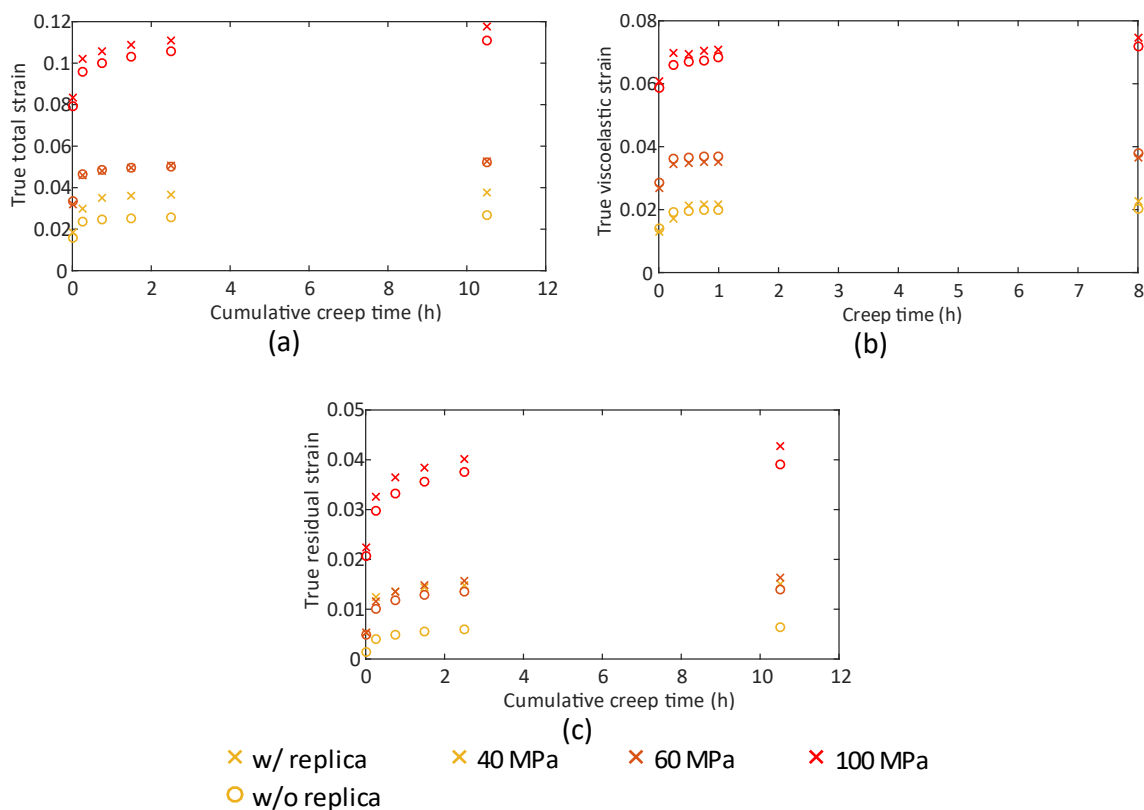 0.12
0.1
0.08
0.06
0.04
0.02
0
True total strain
0 2 4 6 8 10 12
Cumulative creep time (h)
(a)
0.08
0.06
0.04
0.02
0
True viscoelastic strain
0 1 2 3 4 5 6 7 8
Creep time (h)
(b)
0.05
0.04
0.03
0.02
0.01
0
True residual strain
0 2 4 6 8 10 12
Cumulative creep time (h)
(c)
w/ replica 40 MPa 60 MPa 100 MPa
w/o replica